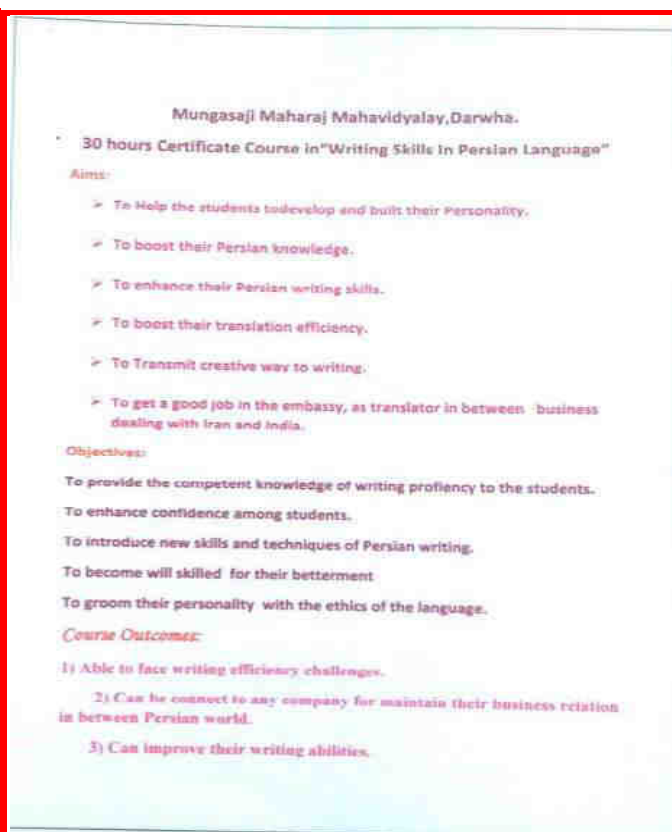 Mungasaji Maharaj Mahavidyalay,Darwha.
30 hours Certificate Course in"Writing Skills In Persian Language"
Aims:
➢ To Help the students todevelop and built their Personality.
➢ To boost their Persian knowledge.
➢ To enhance their Persian writing skills.
➢ To boost their translation efficiency.
➢ To Transmit creative way to writing.
➢ To get a good job in the embassy, as translator in between business
dealing with Iran and India.
Objectives:
To provide the competent knowledge of writing profiency to the students.
To enhance confidence among students.
To introduce new skills and techniques of Persian writing.
To become will skilled for their betterment
To groom their personality with the ethics of the language.
Course Outcomes:
1) Able to face writing efficiency challenges.
2) Can be connect to any company for maintain their business relation
in between Persian world.
3) Can improve their writing abilities.